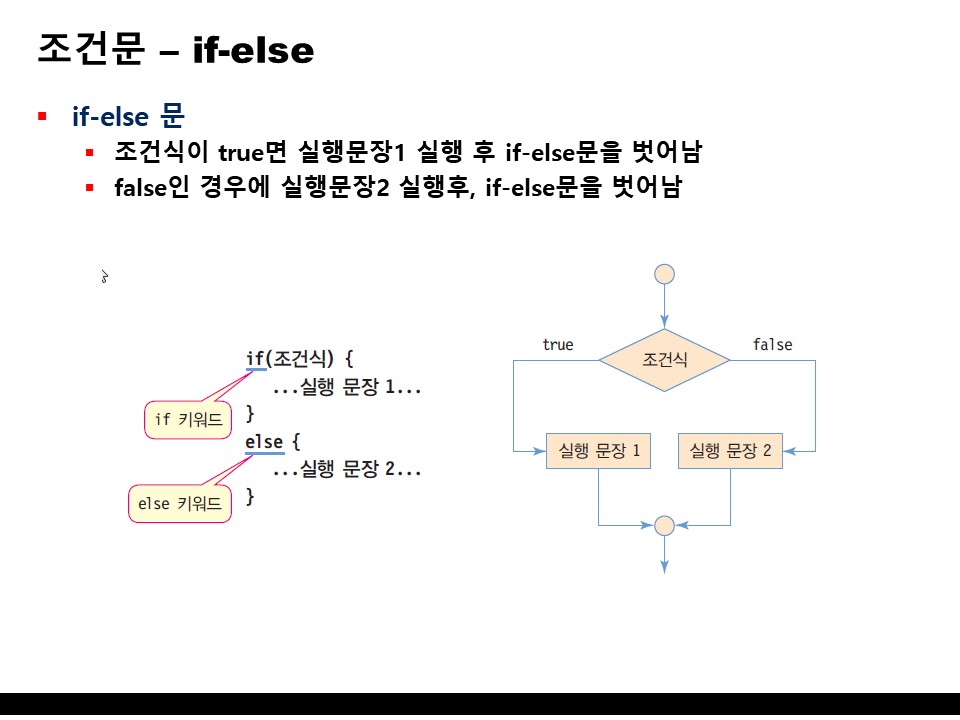 조건문 – if-else
if-else 문
조건식이 true면 실행문장1 실행 후 if-else문을 벗어남
false인 경우에 실행문장2 실행후, if-else문을 벗어남
if(조건식) {
...실행 문장 1...
}
else {
...실행 문장 2...
}
if 키워드
else 키워드
true
false
조건식
실행 문장 1
실행 문장 2